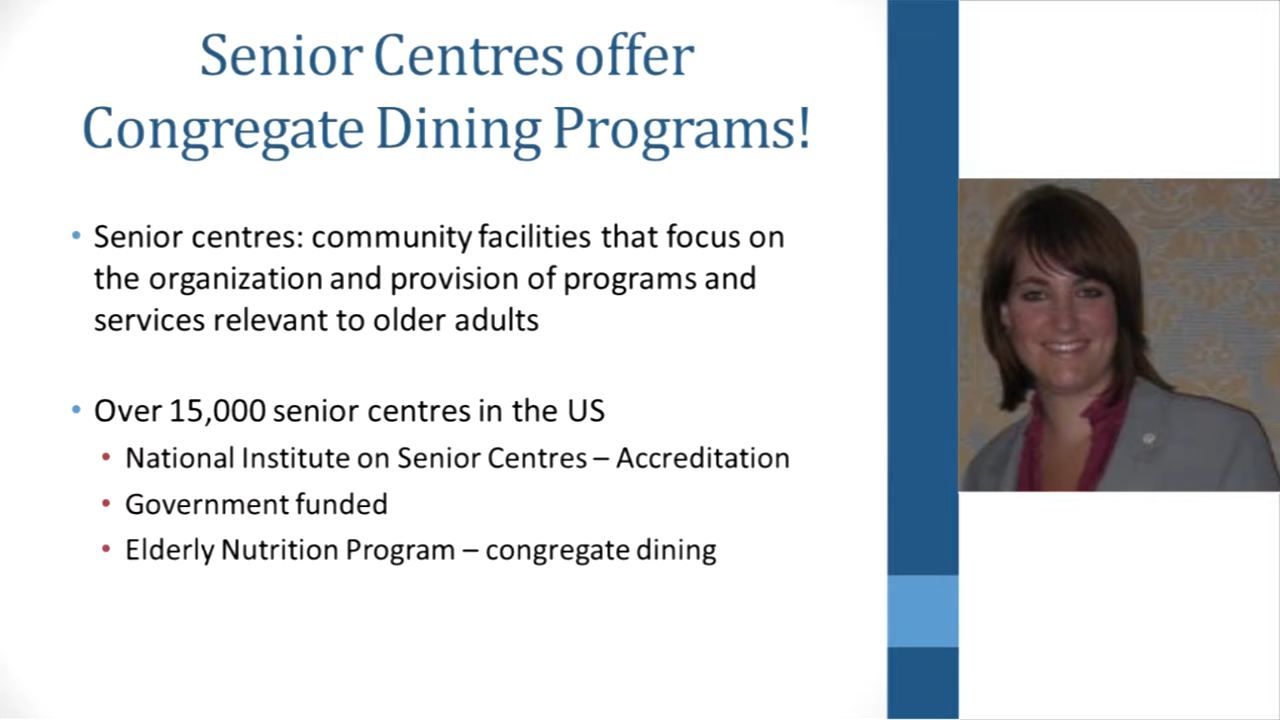 Senior Centres offer
Congregate Dining Programs!
• Senior centres: community facilities that focus on
the organization and provision of programs and
services relevant to older adults
• Over 15,000 senior centres in the US
• National Institute on Senior Centres – Accreditation
• Government funded
• Elderly Nutrition Program – congregate dining